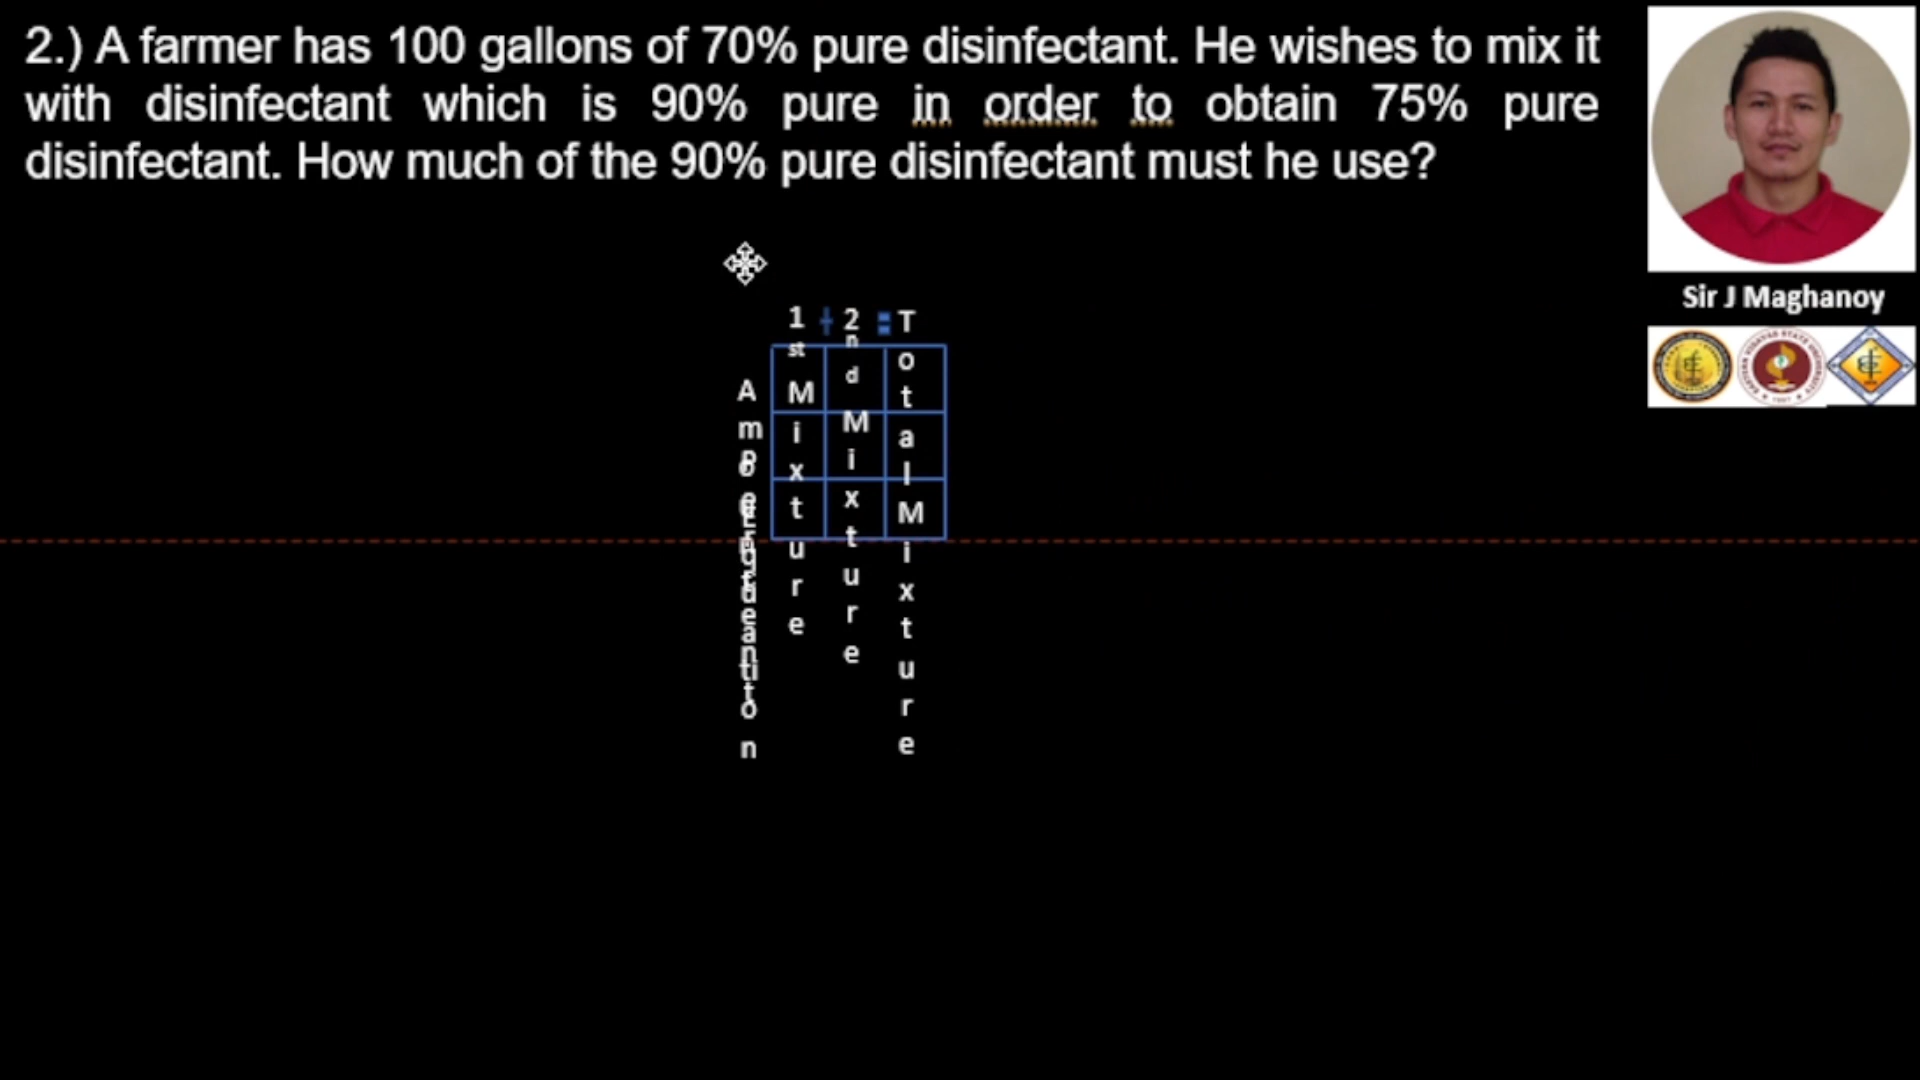 2.) A farmer has 100 gallons of 70% pure disinfectant. He wishes to mix it
with disinfectant which is 90% pure in order to obtain 75% pure
disinfectant. How much of the 90% pure disinfectant must he use?
Sir J Maghanoy
1st Mixture
+
2nd Mixture
=
Total Mixture